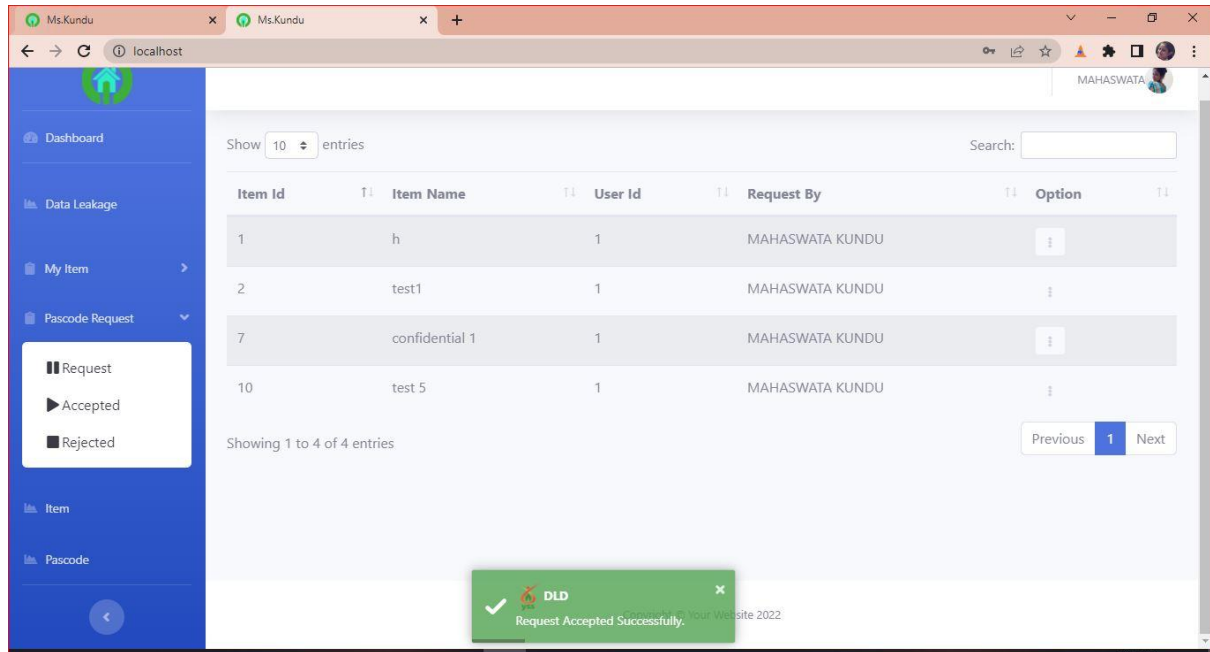 Ms.Kundu
Ms.Kundu
localhost
MAHASWATA
Dashboard
Data Leakage
My Item
Pascode Request
Request
Accepted
Rejected
Item
Pascode
Show 10 entries
Search:
Item Id Item Name User Id Request By Option
1 h 1 MAHASWATA KUNDU
2 test1 1 MAHASWATA KUNDU
7 confidential 1 1 MAHASWATA KUNDU
10 test 5 1 MAHASWATA KUNDU
Showing 1 to 4 of 4 entries
Previous 1 Next
DLD
Request Accepted Successfully.
Copyright © Your Website 2022